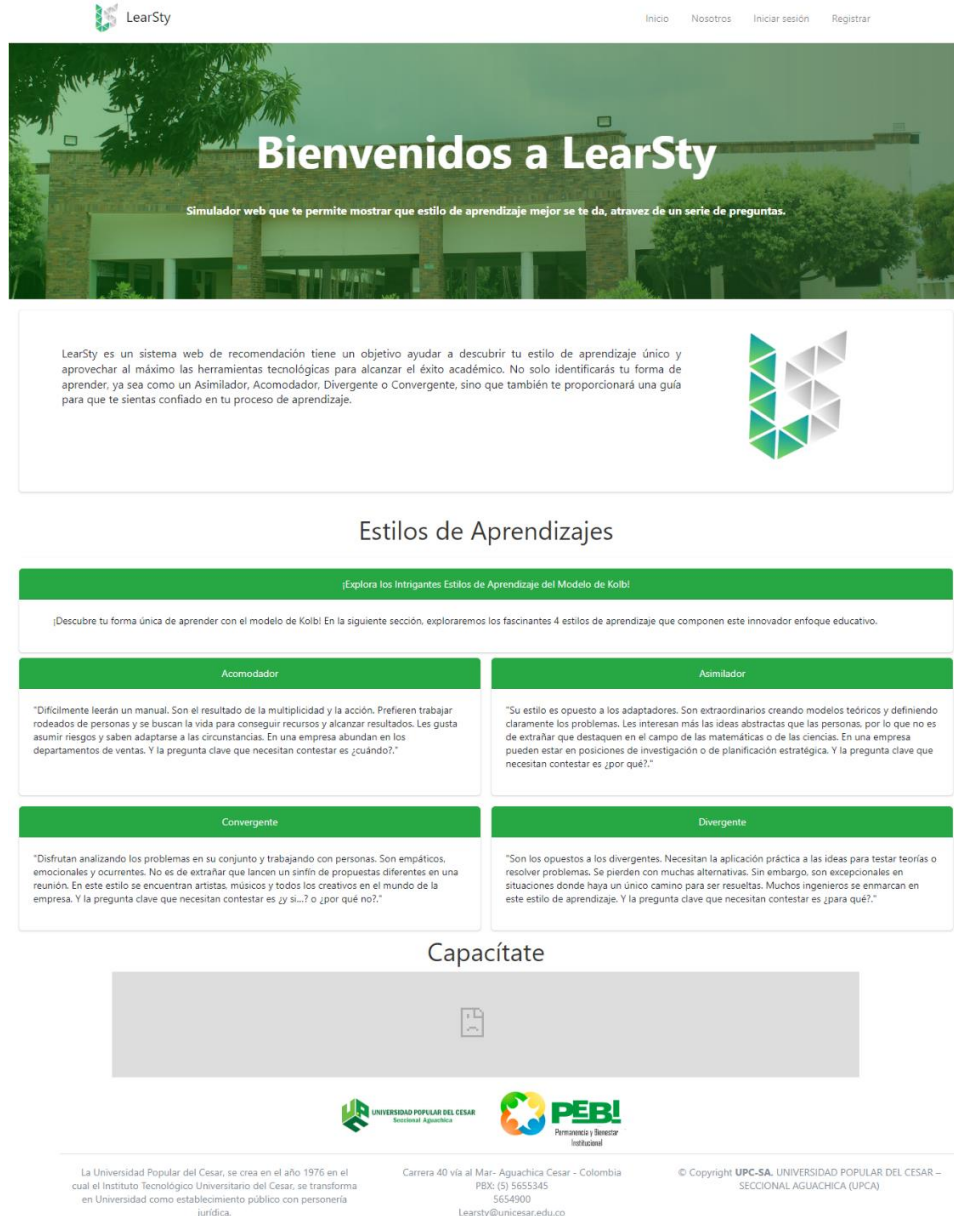 LearSty
Inicio Nosotros Iniciar sesión Registrar
Bienvenidos a LearSty
Simulador web que te permite mostrar que estilo de aprendizaje mejor se te da, atravez de un serie de preguntas.
LearSty es un sistema web de recomendación tiene un objetivo ayudar a descubrir tu estilo de aprendizaje único y
aprovechar al máximo las herramientas tecnológicas para alcanzar el éxito académico. No solo identificarás tu forma de
aprender, ya sea como un Asimilador, Acomodador, Divergente o Convergente, sino que también te proporcionará una guía
para que te sientas confiado en tu proceso de aprendizaje.
Estilos de Aprendizajes
¡Explora los Intrigantes Estilos de Aprendizaje del Modelo de Kolb!
¡Descubre tu forma única de aprender con el modelo de Kolb! En la siguiente sección, exploraremos los fascinantes 4 estilos de aprendizaje que componen este innovador enfoque educativo.
Acomodador
"Difícilmente leerán un manual. Son el resultado de la multiplicidad y la acción. Prefieren trabajar
rodeados de personas y se buscan la vida para conseguir recursos y alcanzar resultados. Les gusta
asumir riesgos y saben adaptarse a las circunstancias. En una empresa abundan en los
departamentos de ventas. Y la pregunta clave que necesitan contestar es ¿cuándo?."
Asimilador
"Su estilo es opuesto a los adaptadores. Son extraordinarios creando modelos teóricos y definiendo
claramente los problemas. Les interesan más las ideas abstractas que las personas, por lo que no es
de extrañar que destaquen en el campo de las matemáticas o de las ciencias. En una empresa
pueden estar en posiciones de investigación o de planificación estratégica. Y la pregunta clave que
necesitan contestar es ¿por qué?."
Convergente
"Disfrutan analizando los problemas en su conjunto y trabajando con personas. Son empáticos,
emocionales y ocurrentes. No es de extrañar que lancen un sinfín de propuestas diferentes en una
reunión. En este estilo se encuentran artistas, músicos y todos los creativos en el mundo de la
empresa. Y la pregunta clave que necesitan contestar es ¿y si...? o ¿por qué no?."
Divergente
"Son los opuestos a los divergentes. Necesitan la aplicación práctica a las ideas para testar teorías o
resolver problemas. Se pierden con muchas alternativas. Sin embargo, son excepcionales en
situaciones donde haya un único camino para ser resueltas. Muchos ingenieros se enmarcan en
este estilo de aprendizaje. Y la pregunta clave que necesitan contestar es ¿para qué?."
Capacítate
UNIVERSIDAD POPULAR DEL CESAR
Seccional Aguachica
PEBI
Permanencia y Bienestar
Institucional
La Universidad Popular del Cesar, se crea en el año 1976 en el
cual el Instituto Tecnológico Universitario del Cesar, se transforma
en Universidad como establecimiento público con personería
jurídica.
Carrera 40 vía al Mar- Aguachica Cesar - Colombia
PBX: (5) 5655345
5654900
Learsty@unicesar.edu.co
© Copyright UPC-SA. UNIVERSIDAD POPULAR DEL CESAR –
SECCIONAL AGUACHICA (UPCA)